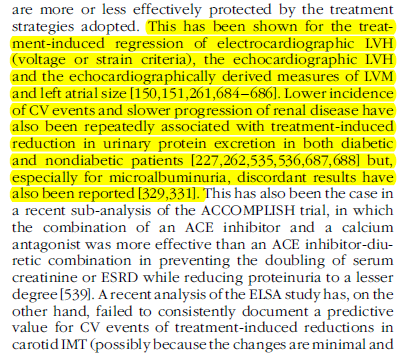 are more or less effectively protected by the treatment
strategies adopted. This has been shown for the treat-
ment-induced regression of electrocardiographic LVH
(voltage or strain criteria), the echocardiographic LVH
and the echocardiographically derived measures of LVM
and left atrial size [150,151,261,684–686]. Lower incidence
of CV events and slower progression of renal disease have
also been repeatedly associated with treatment-induced
reduction in urinary protein excretion in both diabetic
and nondiabetic patients [227,262,535,536,687,688] but,
especially for microalbuminuria, discordant results have
also been reported [329,331]. This has also been the case in
a recent sub-analysis of the ACCOMPLISH trial, in which
the combination of an ACE inhibitor and a calcium
antagonist was more effective than an ACE inhibitor-diu-
retic combination in preventing the doubling of serum
creatinine or ESRD while reducing proteinuria to a lesser
degree [539]. A recent analysis of the ELSA study has, on the
other hand, failed to consistently document a predictive
value for CV events of treatment-induced reductions in
carotid IMT (possibly because the changes are minimal and